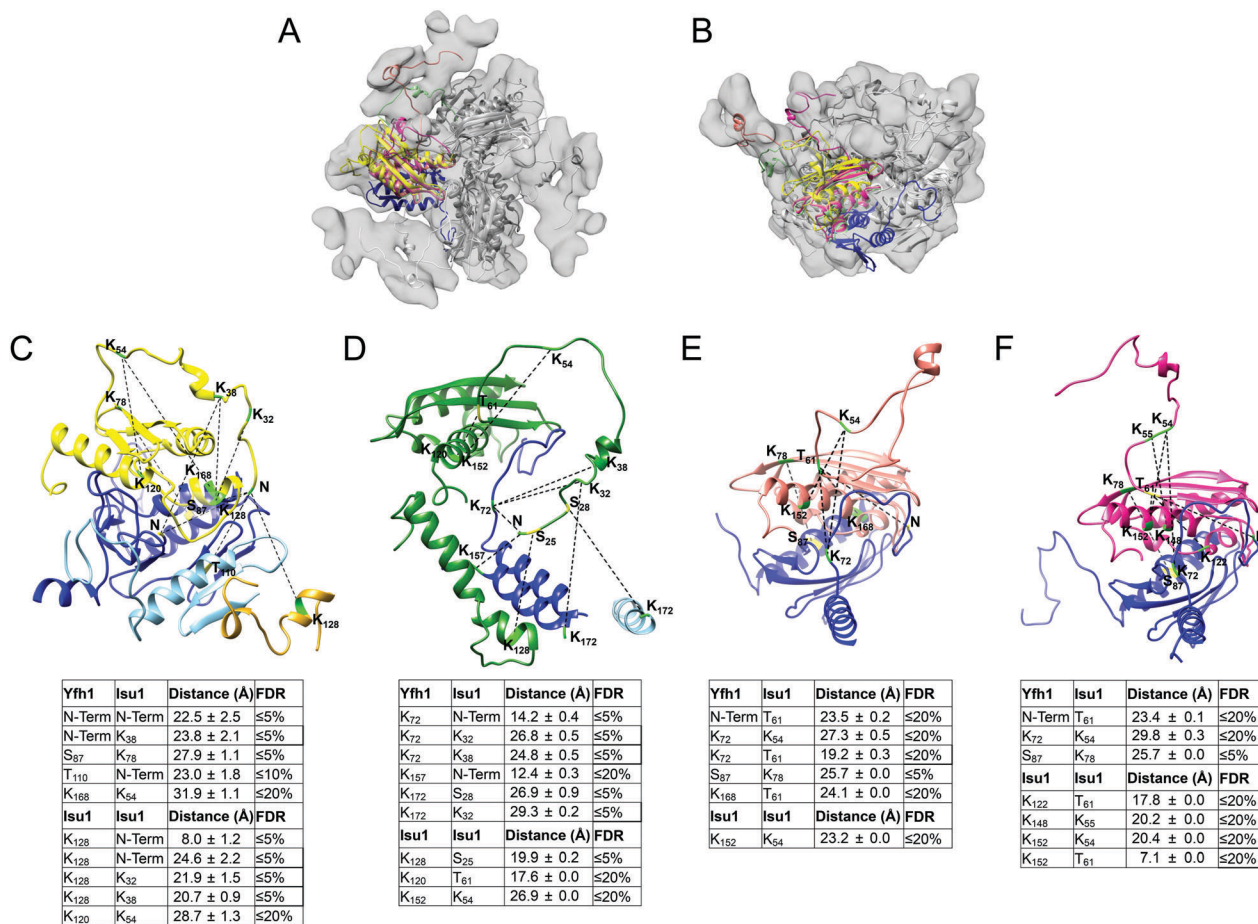 A
B
C
K54
K78
K38
K32
K120
K168
S87
N
K128
N
T110
K128
D
K54
T61
K120
K152
K38
K32
K72
S28
N
S25
K157
K172
K128
K172
E
K54
K78
T61
K152
K168
N
S87
K72
F
K55
K54
K78
T61
K152
K148
K122
K72
S87
Yfh1 Isu1 Distance (Å) FDR
N-Term N-Term 22.5 ± 2.5 ≤5%
N-Term K38 23.8 ± 2.1 ≤5%
S87 K78 27.9 ± 1.1 ≤5%
T110 N-Term 23.0 ± 1.8 ≤10%
K168 K54 31.9 ± 1.1 ≤20%
Isu1 Isu1 Distance (Å) FDR
K128 N-Term 8.0 ± 1.2 ≤5%
K128 N-Term 24.6 ± 2.2 ≤5%
K128 K32 21.9 ± 1.5 ≤5%
K128 K38 20.7 ± 0.9 ≤5%
K120 K54 28.7 ± 1.3 ≤20%
Yfh1 Isu1 Distance (Å) FDR
K72 N-Term 14.2 ± 0.4 ≤5%
K72 K32 26.8 ± 0.5 ≤5%
K72 K38 24.8 ± 0.5 ≤5%
K157 N-Term 12.4 ± 0.3 ≤20%
K172 S28 26.9 ± 0.9 ≤5%
K172 K32 29.3 ± 0.2 ≤5%
Isu1 Isu1 Distance (Å) FDR
K128 S25 19.9 ± 0.2 ≤5%
K120 T61 17.6 ± 0.0 ≤20%
K152 K54 26.9 ± 0.0 ≤20%
Yfh1 Isu1 Distance (Å) FDR
N-Term T61 23.5 ± 0.2 ≤20%
K72 K54 27.3 ± 0.5 ≤20%
K72 T61 19.2 ± 0.3 ≤20%
S87 K78 25.7 ± 0.0 ≤5%
K168 T61 24.1 ± 0.0 ≤20%
Isu1 Isu1 Distance (Å) FDR
K152 K54 23.2 ± 0.0 ≤20%
Yfh1 Isu1 Distance (Å) FDR
N-Term T61 23.4 ± 0.1 ≤20%
K72 K54 29.8 ± 0.3 ≤20%
S87 K78 25.7 ± 0.0 ≤5%
Isu1 Isu1 Distance (Å) FDR
K122 T61 17.8 ± 0.0 ≤20%
K148 K55 20.2 ± 0.0 ≤20%
K152 K54 20.4 ± 0.0 ≤20%
K152 T61 7.1 ± 0.0 ≤20%